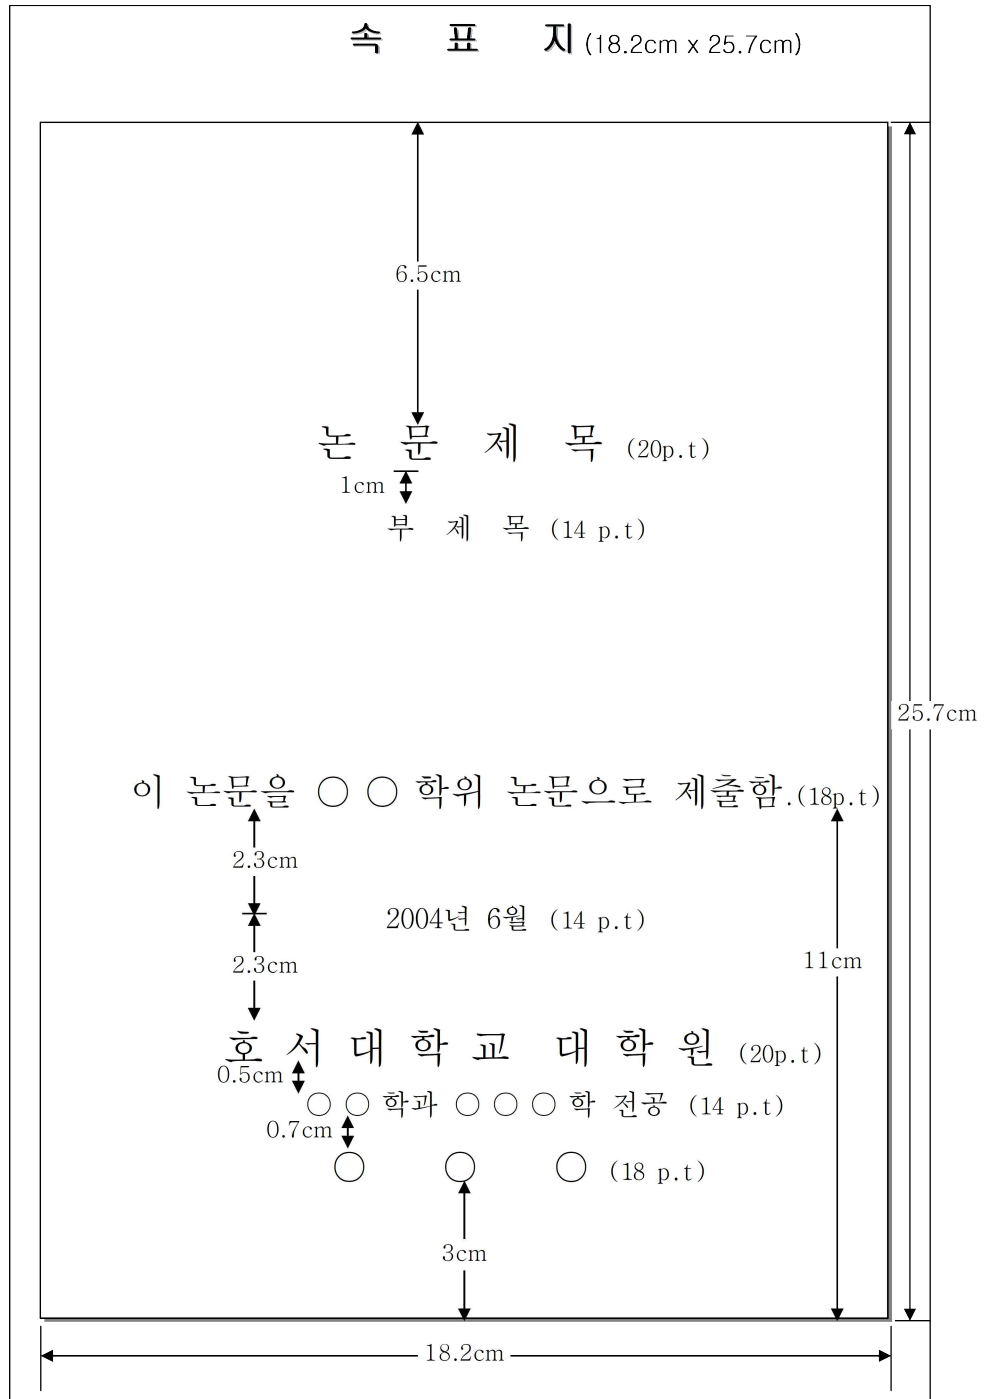 속 표 지 (18.2cm x 25.7cm)
6.5cm
논 문 제 목 (20p.t)
1cm
부 제 목 (14 p.t)
25.7cm
이 논문을 ○ ○ 학위 논문으로 제출함.(18p.t)
2.3cm
2004년 6월 (14 p.t)
2.3cm
11cm
호 서 대 학 교 대 학 원 (20p.t)
0.5cm
○ ○ 학과 ○ ○ ○ 학 전공 (14 p.t)
0.7cm
○ ○ ○ (18 p.t)
3cm
18.2cm